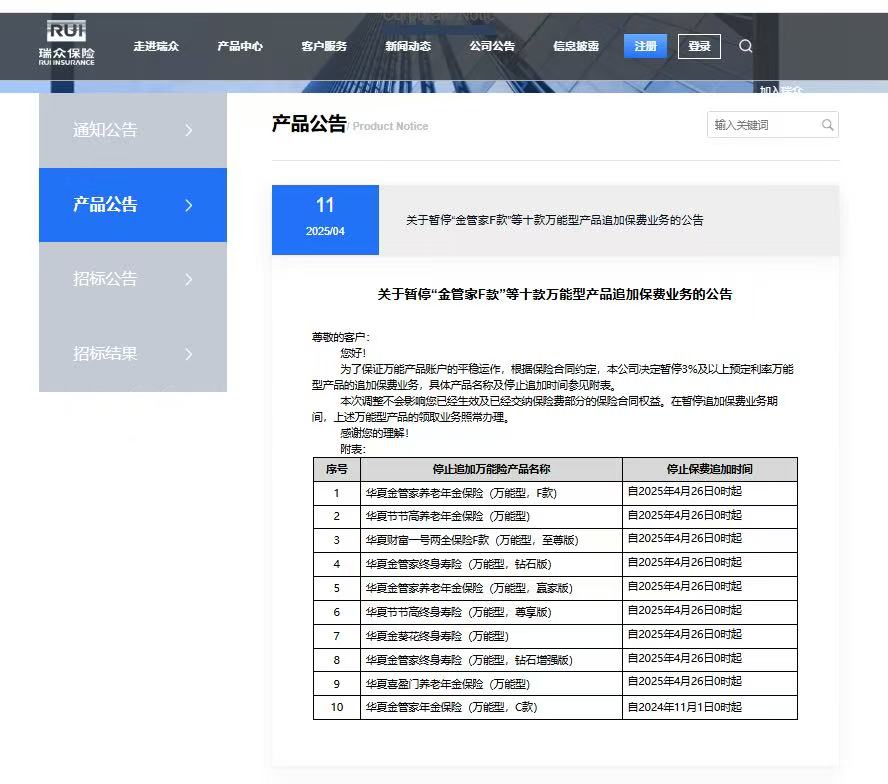 Corporate Notic
RUI
瑞众保险
RUI INSURANCE
走进瑞众
产品中心
客户服务
新闻动态
公司公告
信息披露
注册
登录
加入瑞众
通知公告
产品公告
招标公告
招标结果
产品公告 / Product Notice
输入关键词
11
2025/04
关于暂停“金管家F款”等十款万能型产品追加保费业务的公告
关于暂停“金管家F款”等十款万能型产品追加保费业务的公告
尊敬的客户：
您好！
为了保证万能产品账户的平稳运作，根据保险合同约定，本公司决定暂停3%及以上预定利率万能
型产品的追加保费业务，具体产品名称及停止追加时间参见附表。
本次调整不会影响您已经生效及已经交纳保险费部分的保险合同权益。在暂停追加保费业务期
间，上述万能型产品的领取业务照常办理。
感谢您的理解！
附表：
序号 停止追加万能险产品名称 停止保费追加时间
1 华夏金管家养老年金保险（万能型，F款） 自2025年4月26日0时起
2 华夏节节高养老年金保险（万能型） 自2025年4月26日0时起
3 华夏财富一号两全保险F款（万能型，至尊版） 自2025年4月26日0时起
4 华夏金管家终身寿险（万能型，钻石版） 自2025年4月26日0时起
5 华夏金管家养老年金保险（万能型，赢家版） 自2025年4月26日0时起
6 华夏节节高终身寿险（万能型，尊享版） 自2025年4月26日0时起
7 华夏金葵花终身寿险（万能型） 自2025年4月26日0时起
8 华夏金管家终身寿险（万能型，钻石增强版） 自2025年4月26日0时起
9 华夏喜盈门养老年金保险（万能型） 自2025年4月26日0时起
10 华夏金管家年金保险（万能型，C款） 自2024年11月1日0时起